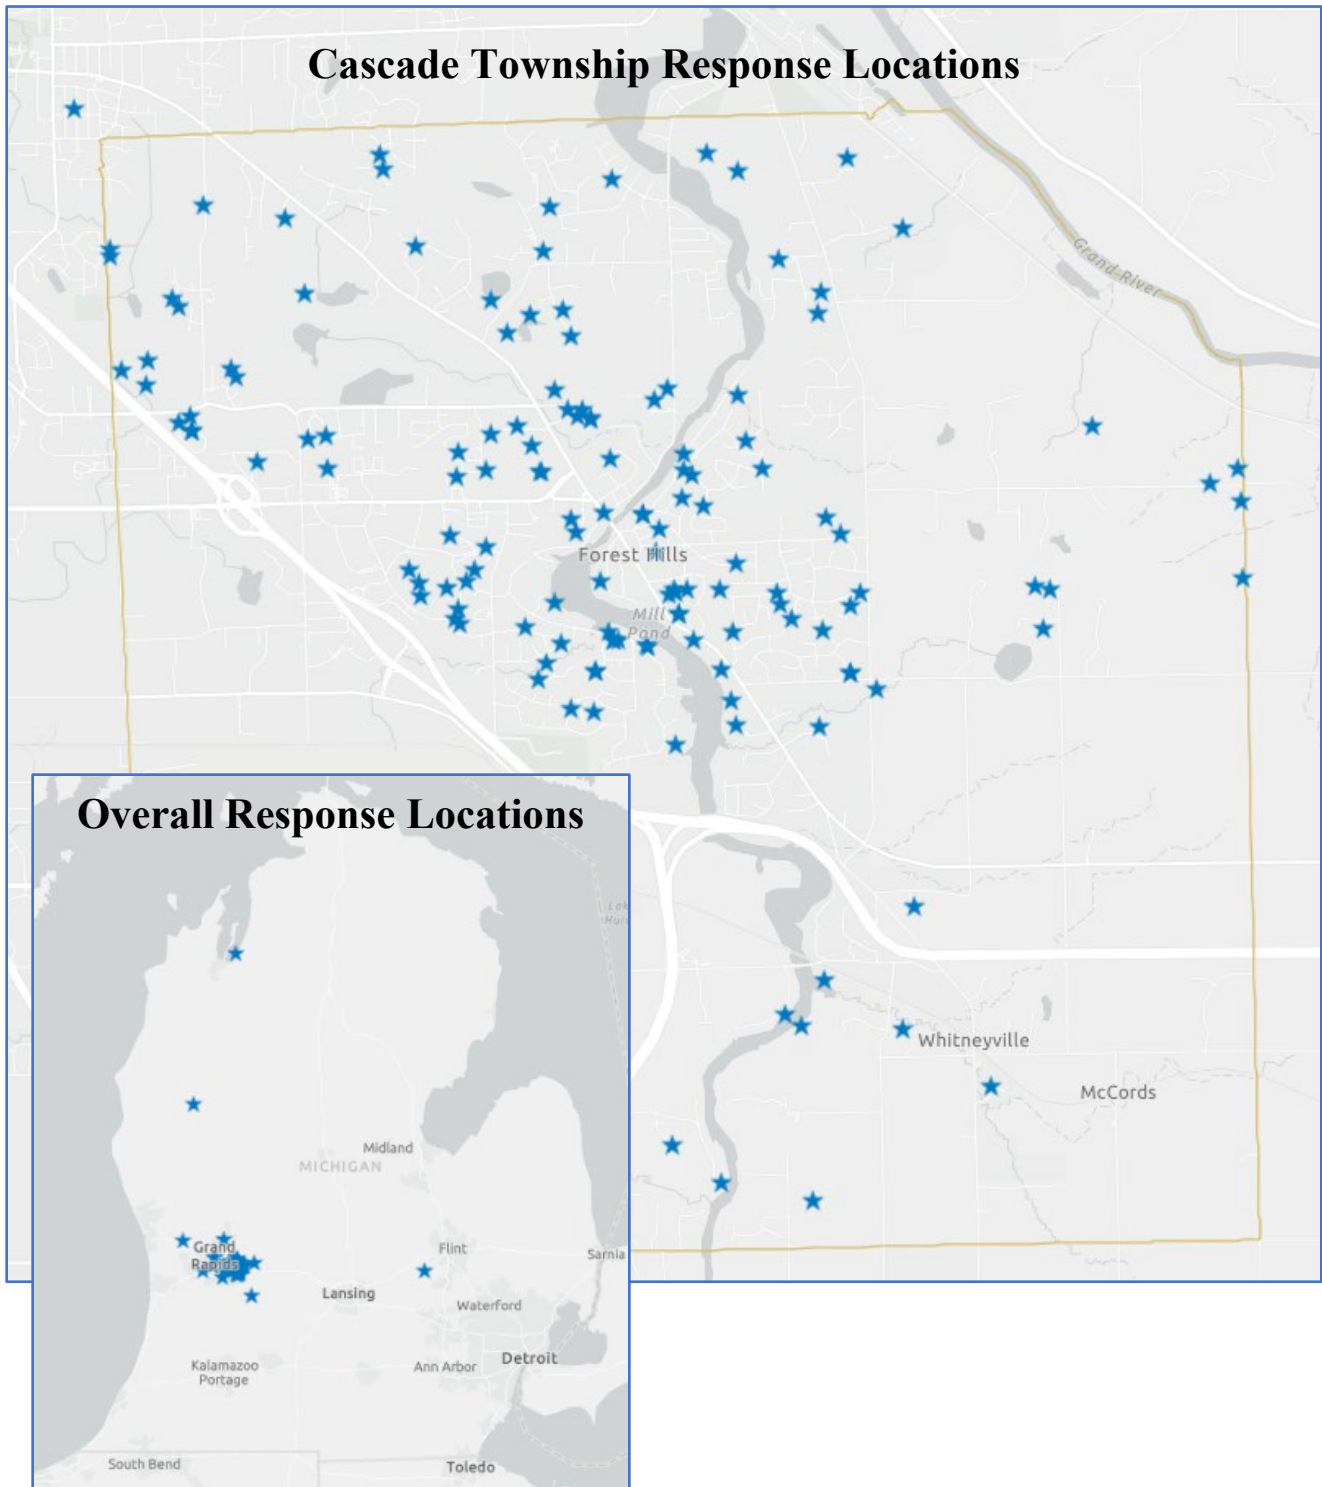 Cascade Township Response Locations
Grand River
Forest Hills
Mill
Pond
Overall Response Locations
Whitneyville
McCords
Midland
MICHIGAN
Grand
Rapids
Flint
Sarnia
Lansing
Waterford
Detroit
Kalamazoo
Portage
Ann Arbor
South Bend
Toledo